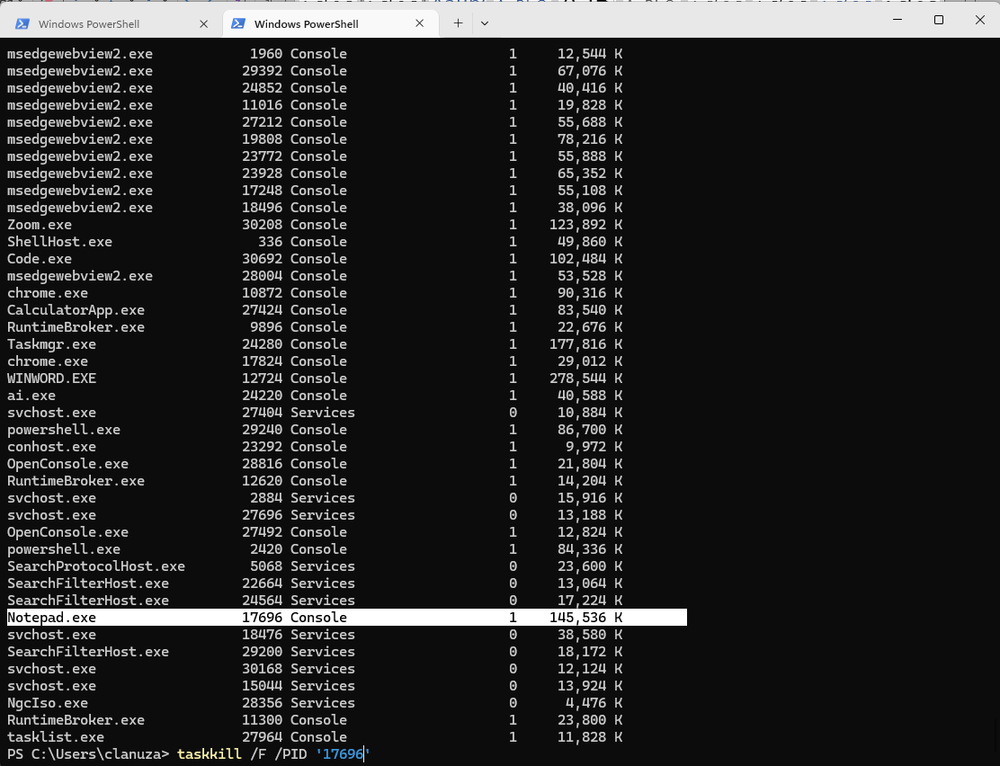 Windows PowerShell
Windows PowerShell
msedgewebview2.exe 1960 Console 1 12,544 K
msedgewebview2.exe 29392 Console 1 67,076 K
msedgewebview2.exe 24852 Console 1 40,416 K
msedgewebview2.exe 11016 Console 1 19,828 K
msedgewebview2.exe 27212 Console 1 55,688 K
msedgewebview2.exe 19808 Console 1 78,216 K
msedgewebview2.exe 23772 Console 1 55,888 K
msedgewebview2.exe 23928 Console 1 65,352 K
msedgewebview2.exe 17248 Console 1 55,108 K
msedgewebview2.exe 18496 Console 1 38,096 K
Zoom.exe 30208 Console 1 123,892 K
ShellHost.exe 336 Console 1 49,860 K
Code.exe 30692 Console 1 102,484 K
msedgewebview2.exe 28004 Console 1 53,528 K
chrome.exe 10872 Console 1 90,316 K
CalculatorApp.exe 27424 Console 1 83,540 K
RuntimeBroker.exe 9896 Console 1 22,676 K
Taskmgr.exe 24280 Console 1 177,816 K
chrome.exe 17824 Console 1 29,012 K
WINWORD.EXE 12724 Console 1 278,544 K
ai.exe 24220 Console 1 40,588 K
svchost.exe 27404 Services 0 10,884 K
powershell.exe 29240 Console 1 86,700 K
conhost.exe 23292 Console 1 9,972 K
OpenConsole.exe 28816 Console 1 21,804 K
RuntimeBroker.exe 12620 Console 1 14,204 K
svchost.exe 2884 Services 0 15,916 K
svchost.exe 27696 Services 0 13,188 K
OpenConsole.exe 27492 Console 1 12,824 K
powershell.exe 2420 Console 1 84,336 K
SearchProtocolHost.exe 5068 Services 0 23,600 K
SearchFilterHost.exe 22664 Services 0 13,064 K
SearchFilterHost.exe 24564 Services 0 17,224 K
Notepad.exe 17696 Console 1 145,536 K
svchost.exe 18476 Services 0 38,580 K
SearchFilterHost.exe 29200 Services 0 18,172 K
svchost.exe 30168 Services 0 12,124 K
svchost.exe 15044 Services 0 13,924 K
NgcIso.exe 28356 Services 0 4,476 K
RuntimeBroker.exe 11300 Console 1 23,800 K
tasklist.exe 27964 Console 1 11,828 K
PS C:\Users\clanuza> taskkill /F /PID '17696'